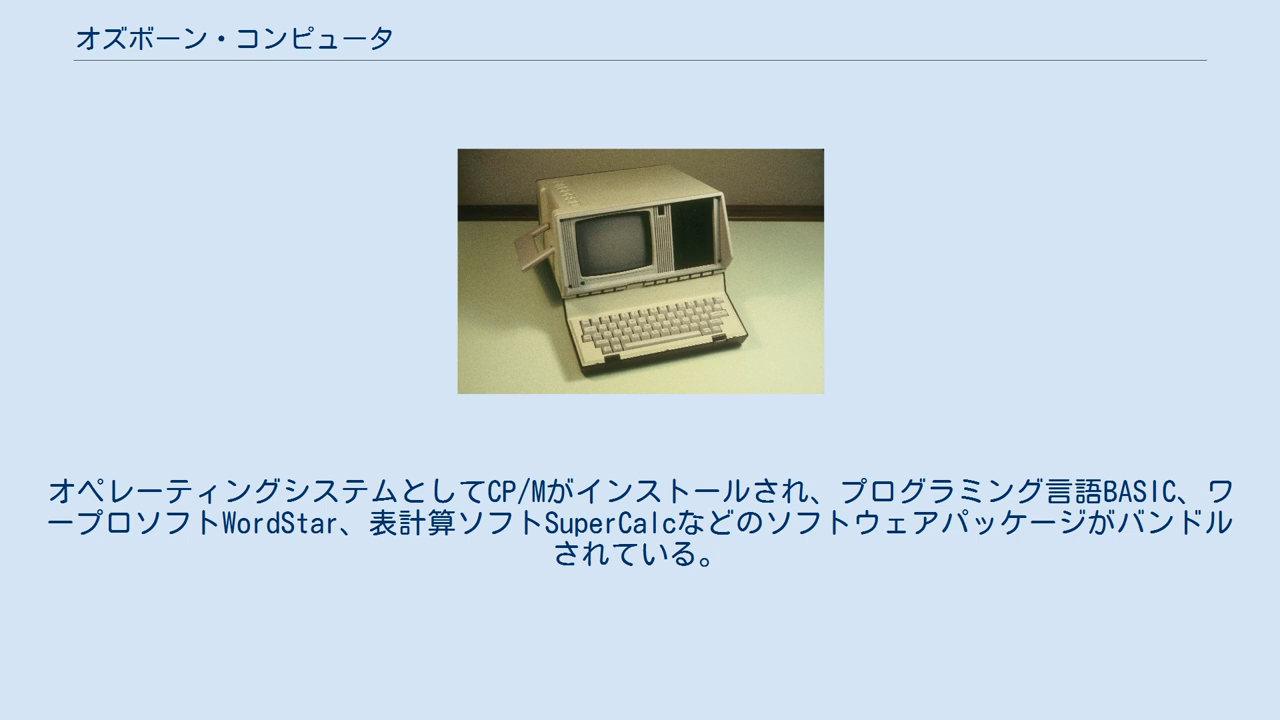 オズボーン・コンピュータ
オペレーティングシステムとしてCP/Mがインストールされ、プログラミング言語BASIC、ワ
ープロソフトWordStar、表計算ソフトSuperCalcなどのソフトウェアパッケージがバンドル
されている。